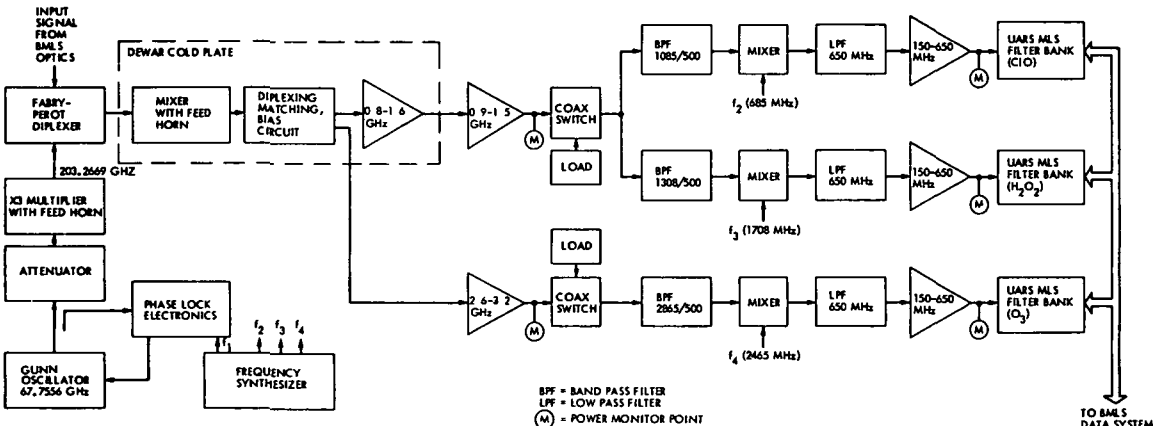 INPUT
SIGNAL
FROM
BMLS
OPTICS
FABRY-
PEROT
DIPLEXER
203.2669 GHZ
X3 MULTIPLIER
WITH FEED HORN
ATTENUATOR
GUNN
OSCILLATOR
67.7556 GHz
PHASE LOCK
ELECTRONICS
f1
f2
f3
f4
FREQUENCY
SYNTHESIZER
DEWAR COLD PLATE
MIXER
WITH FEED
HORN
DIPLEXING
MATCHING,
BIAS
CIRCUIT
0 8-1 6
GHz
0 9-1 5
GHz
M
COAX
SWITCH
LOAD
BPF
1085/500
MIXER
f2 (685 MHz)
LPF
650 MHz
150-650
MHz
M
UARS MLS
FILTER BANK
(ClO)
BPF
1308/500
MIXER
f3 (1708 MHz)
LPF
650 MHz
150-650
MHz
M
UARS MLS
FILTER BANK
(H2O2)
2 6-3 2
GHz
M
LOAD
COAX
SWITCH
BPF
2865/500
MIXER
f4 (2465 MHz)
LPF
650 MHz
150-650
MHz
M
UARS MLS
FILTER BANK
(O3)
BPF = BAND PASS FILTER
LPF = LOW PASS FILTER
M = POWER MONITOR POINT
TO BMLS
DATA SYSTEM